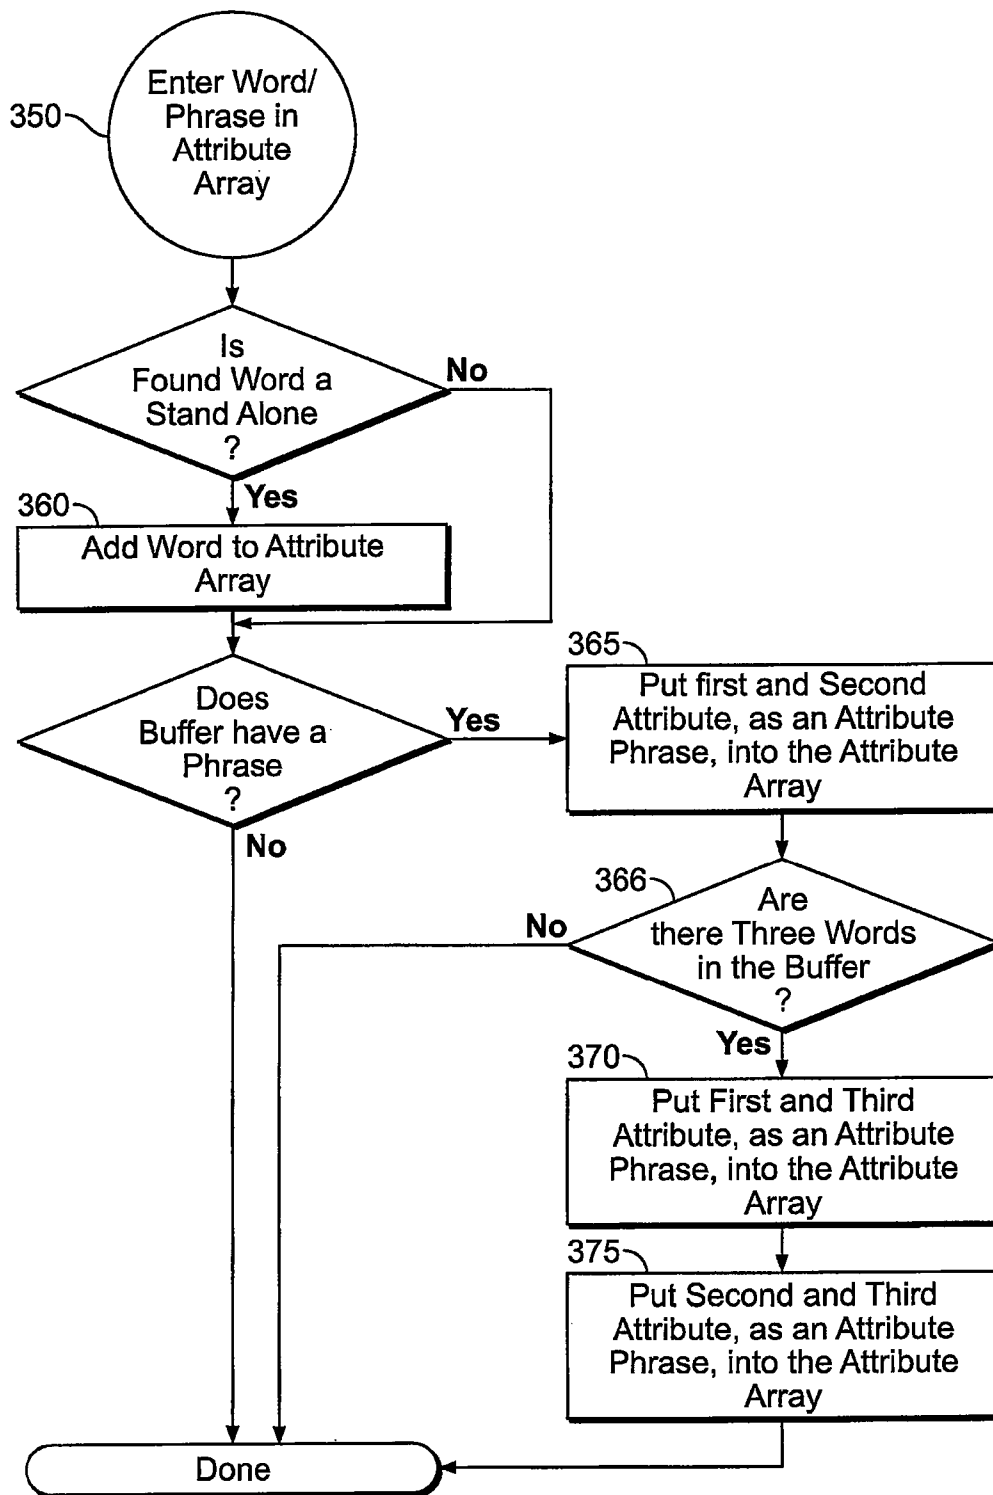 350
Enter Word/
Phrase in
Attribute
Array
Is
Found Word a
Stand Alone
?
No
Yes
360
Add Word to Attribute
Array
Does
Buffer have a
Phrase
?
Yes
No
365
Put first and Second
Attribute, as an Attribute
Phrase, into the Attribute
Array
366
Are
there Three Words
in the Buffer
?
No
Yes
370
Put First and Third
Attribute, as an Attribute
Phrase, into the Attribute
Array
375
Put Second and Third
Attribute, as an Attribute
Phrase, into the Attribute
Array
Done